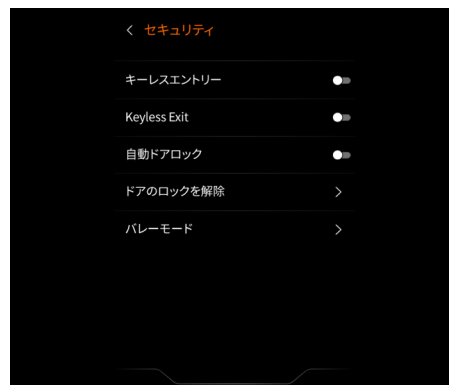 セキュリティ
キーレスエントリー
Keyless Exit
自動ドアロック
ドアのロックを解除
バレーモード